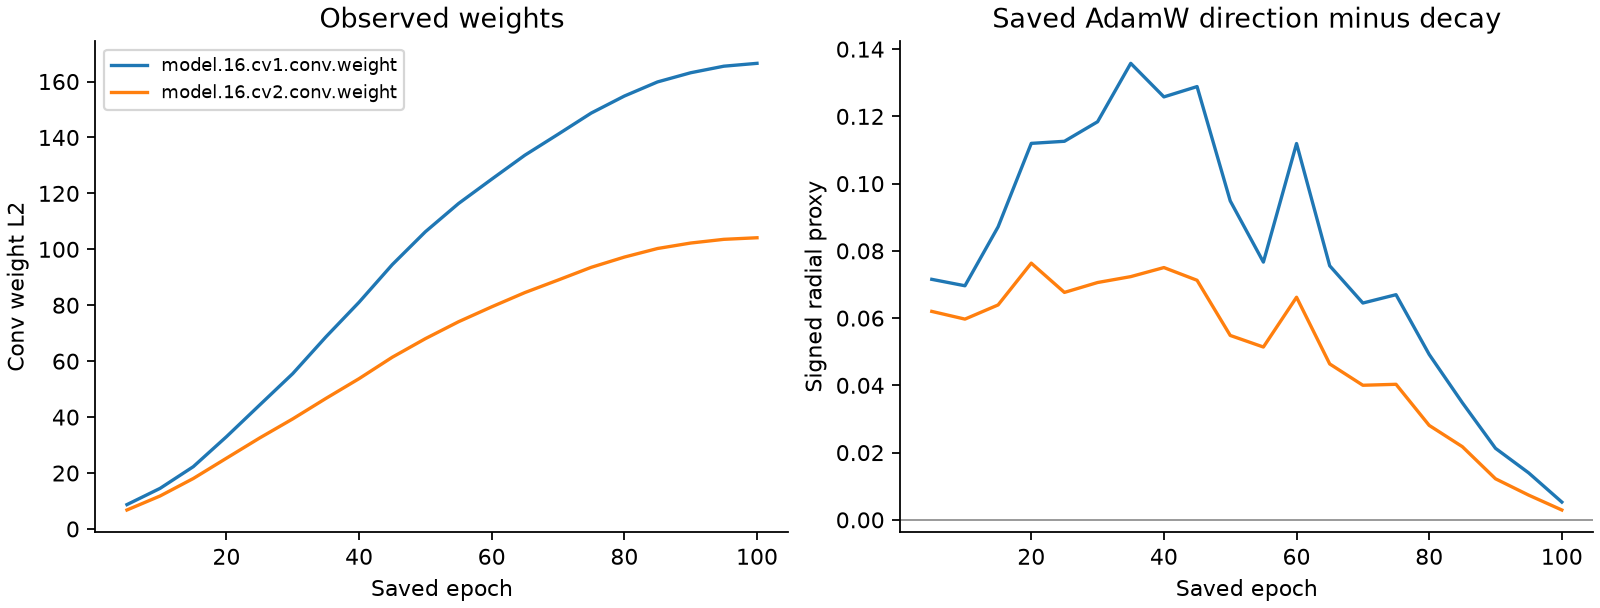 Observed weights
model.16.cv1.conv.weight
model.16.cv2.conv.weight
Conv weight L2
160
140
120
100
80
60
40
20
0
20 40 60 80 100
Saved epoch
Saved AdamW direction minus decay
Signed radial proxy
0.14
0.12
0.10
0.08
0.06
0.04
0.02
0.00
20 40 60 80 100
Saved epoch